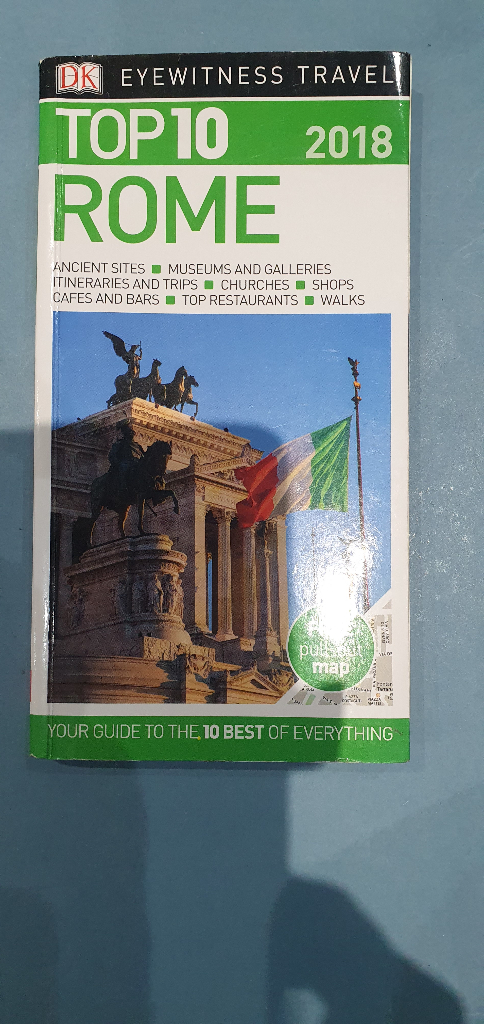 DK EYEWITNESS TRAVEL
TOP 10 2018
ROME
ANCIENT SITES ■ MUSEUMS AND GALLERIES
ITINERARIES AND TRIPS ■ CHURCHES ■ SHOPS
CAFES AND BARS ■ TOP RESTAURANTS ■ WALKS
map
YOUR GUIDE TO THE 10 BEST OF EVERYTHING